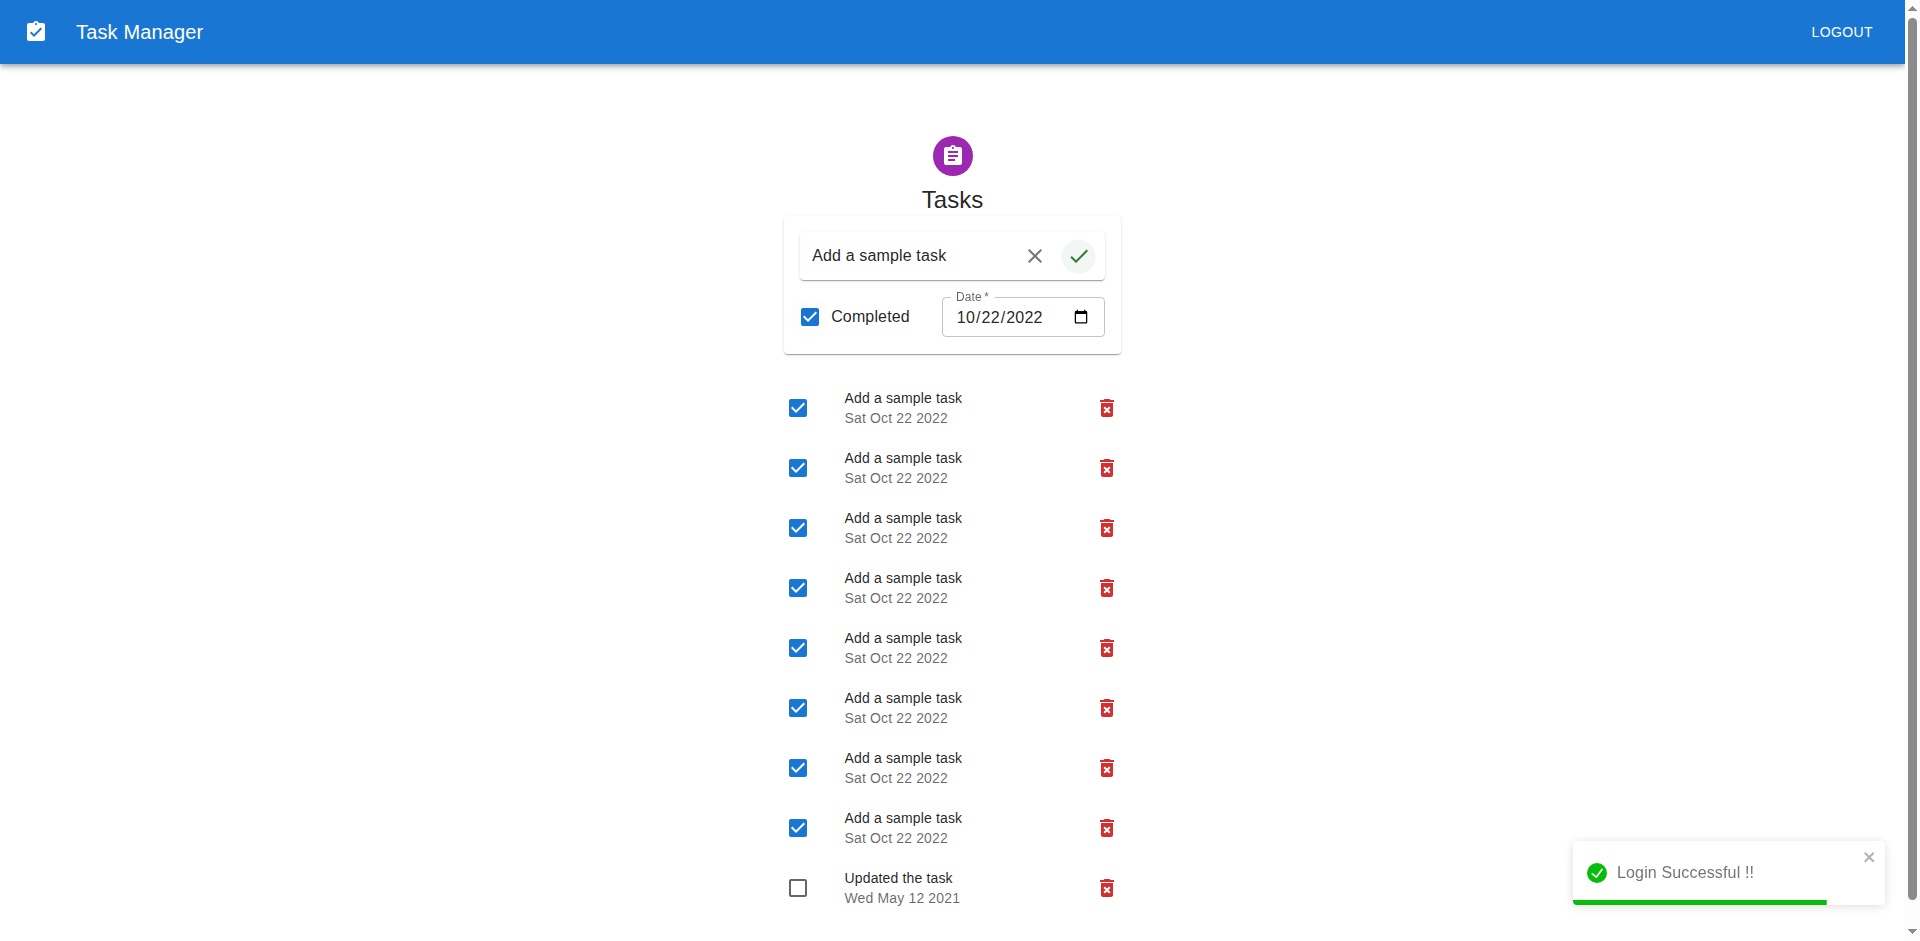 Task Manager
LOGOUT
Tasks
Add a sample task
Completed
Date *
10/22/2022
Add a sample task
Sat Oct 22 2022
Add a sample task
Sat Oct 22 2022
Add a sample task
Sat Oct 22 2022
Add a sample task
Sat Oct 22 2022
Add a sample task
Sat Oct 22 2022
Add a sample task
Sat Oct 22 2022
Add a sample task
Sat Oct 22 2022
Add a sample task
Sat Oct 22 2022
Updated the task
Wed May 12 2021
Login Successful !!